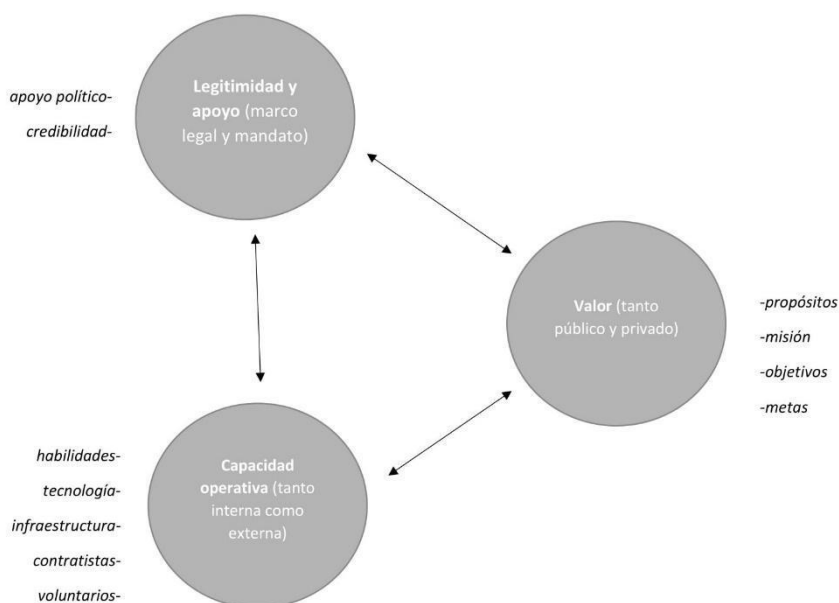 Legitimidad y
apoyo (marco
legal y mandato)
apoyo político-
credibilidad-
Valor (tanto
público y privado)
-propósitos
-misión
-objetivos
-metas
Capacidad
operativa (tanto
interna como
externa)
habilidades-
tecnología-
infraestructura-
contratistas-
voluntarios-